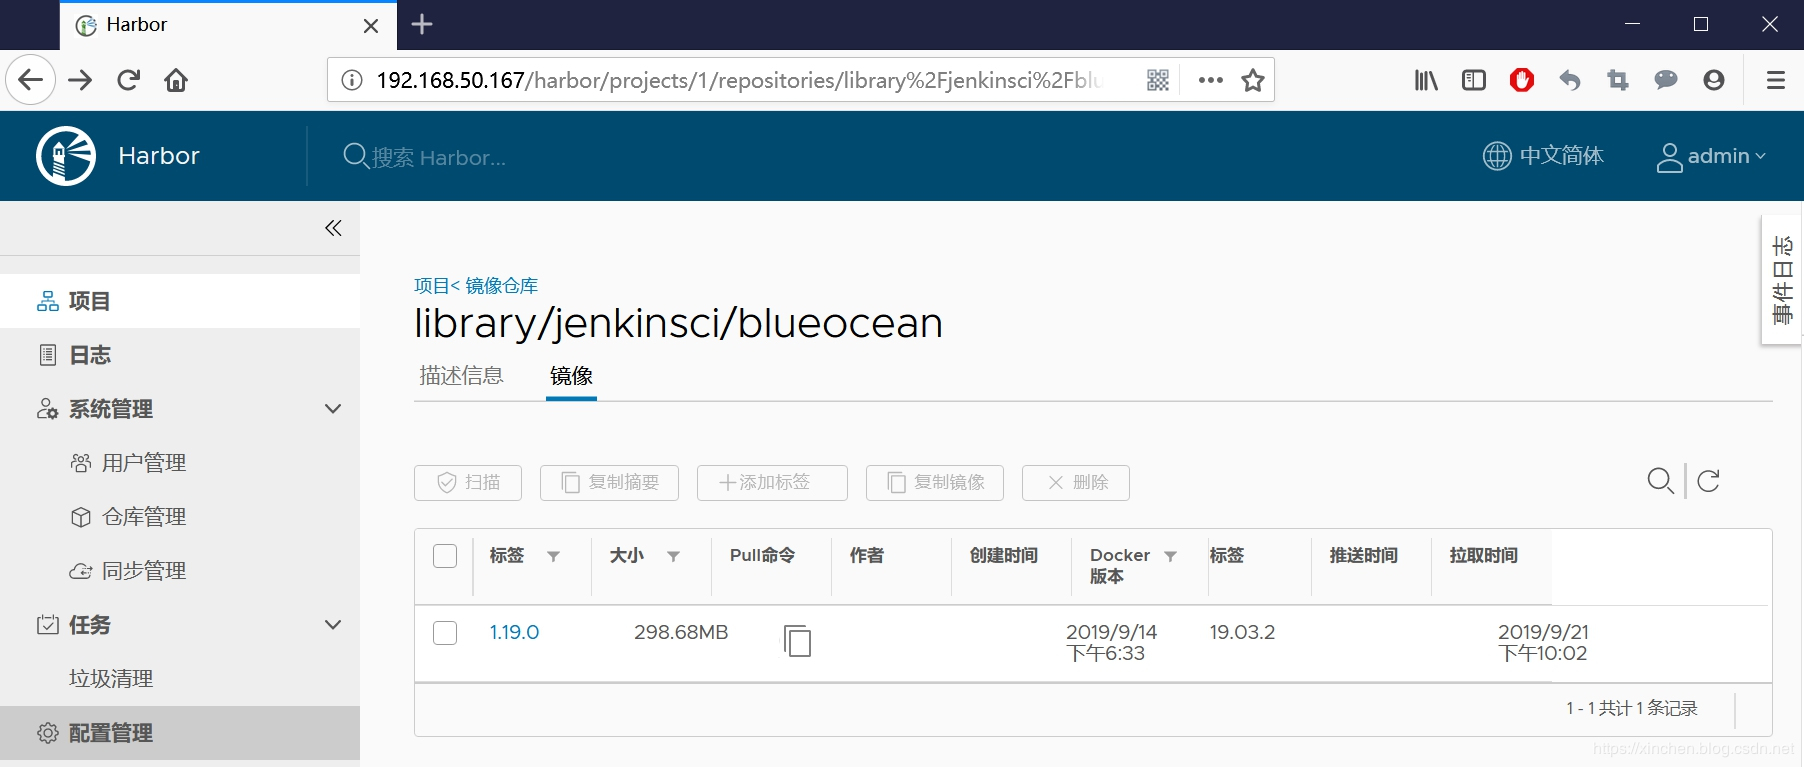 Harbor
192.168.50.167/harbor/projects/1/repositories/library%2Fjenkinsci%2Fblu
Harbor
搜索 Harbor...
中文简体
admin
事件日志
项目
日志
系统管理
用户管理
仓库管理
同步管理
任务
垃圾清理
配置管理
项目< 镜像仓库
library/jenkinsci/blueocean
描述信息 镜像
扫描 复制摘要 +添加标签 复制镜像 删除
标签 大小 Pull命令 作者 创建时间 Docker 版本 标签 推送时间 拉取时间
1.19.0 298.68MB 2019/9/14 下午6:33 19.03.2 2019/9/21 下午10:02
1 - 1 共计 1 条记录
https://xinchen.blog.csdn.net